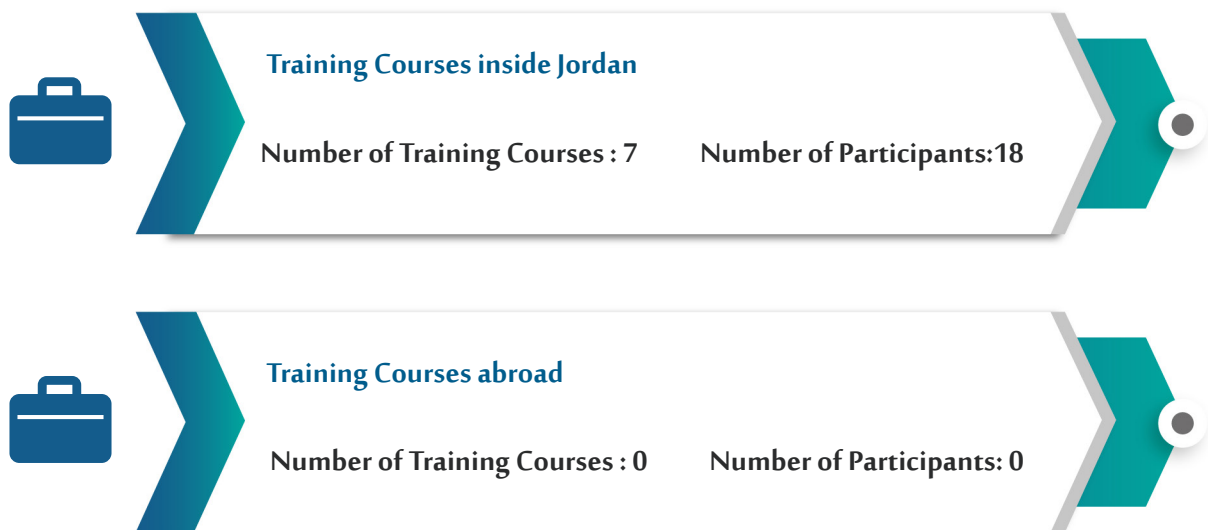 Training Courses inside Jordan
Number of Training Courses : 7 Number of Participants:18
Training Courses abroad
Number of Training Courses : 0 Number of Participants: 0